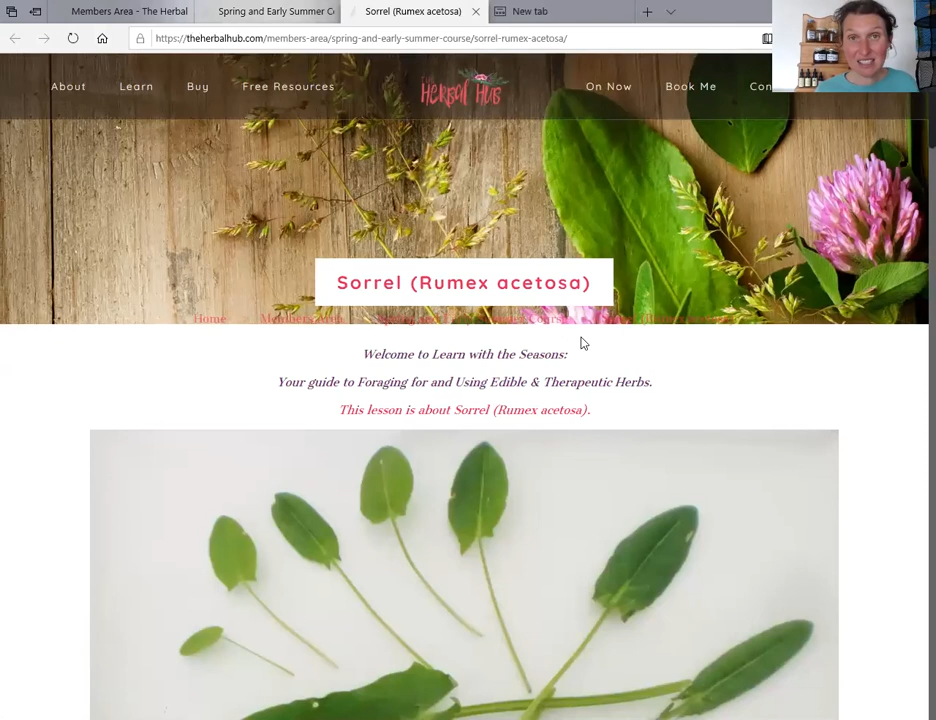 Members Area - The Herbal
Spring and Early Summer C
Sorrel (Rumex acetosa)
New tab
https://theherbalhub.com/members-area/spring-and-early-summer-course/sorrel-rumex-acetosa/
About
Learn
Buy
Free Resources
HERBAL HUB
On Now
Book Me
Con
Sorrel (Rumex acetosa)
Home
Members Area
Welcome to Learn with the Seasons:
Your guide to Foraging for and Using Edible & Therapeutic Herbs.
This lesson is about Sorrel (Rumex acetosa).